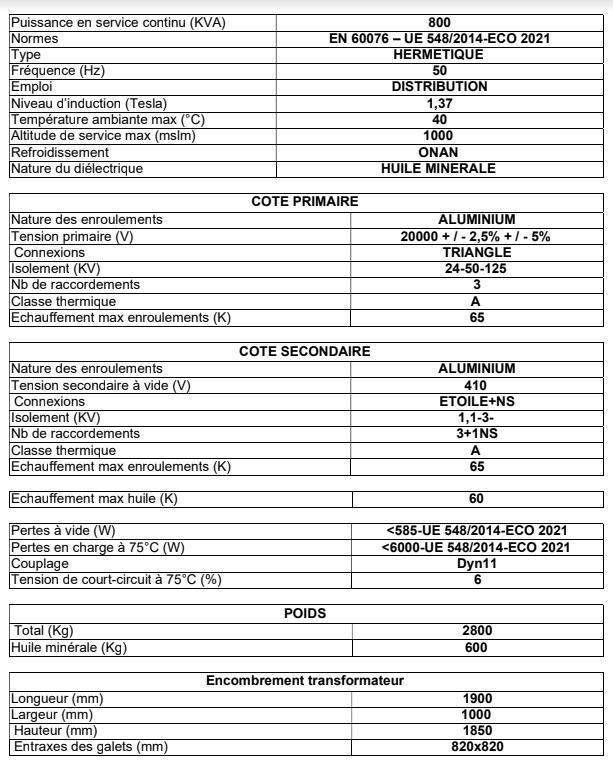 Puissance en service continu (KVA) 800
Normes EN 60076 – UE 548/2014-ECO 2021
Type HERMETIQUE
Fréquence (Hz) 50
Emploi DISTRIBUTION
Niveau d'induction (Tesla) 1,37
Température ambiante max (°C) 40
Altitude de service max (mslm) 1000
Refroidissement ONAN
Nature du diélectrique HUILE MINERALE
COTE PRIMAIRE
Nature des enroulements ALUMINIUM
Tension primaire (V) 20000 + / - 2,5% + / - 5%
Connexions TRIANGLE
Isolement (KV) 24-50-125
Nb de raccordements 3
Classe thermique A
Echauffement max enroulements (K) 65
COTE SECONDAIRE
Nature des enroulements ALUMINIUM
Tension secondaire à vide (V) 410
Connexions ETOILE+NS
Isolement (KV) 1,1-3-
Nb de raccordements 3+1NS
Classe thermique A
Echauffement max enroulements (K) 65
Echauffement max huile (K) 60
Pertes à vide (W) <585-UE 548/2014-ECO 2021
Pertes en charge à 75°C (W) <6000-UE 548/2014-ECO 2021
Couplage Dyn11
Tension de court-circuit à 75°C (%) 6
POIDS
Total (Kg) 2800
Huile minérale (Kg) 600
Encombrement transformateur
Longueur (mm) 1900
Largeur (mm) 1000
Hauteur (mm) 1850
Entraxes des galets (mm) 820x820